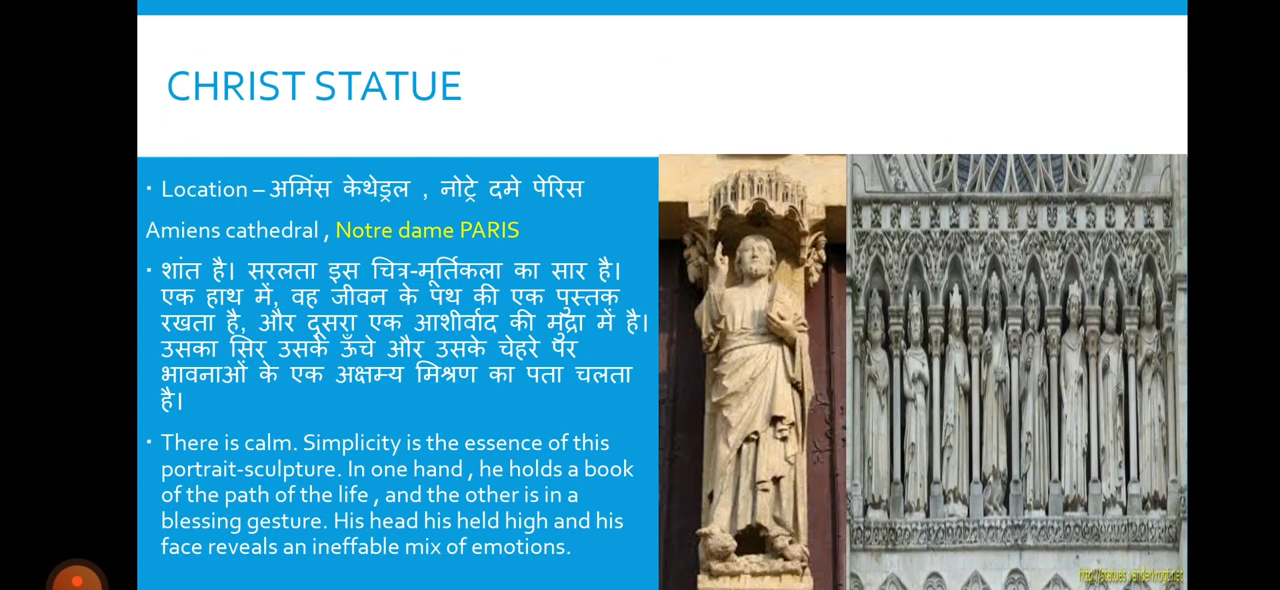 CHRIST STATUE
Location – अमिंस केथेड्रल , नोट्रे दमे पेरिस
Amiens cathedral , Notre dame PARIS
शांत है। सरलता इस चित्र-मूर्तिकला का सार है।
एक हाथ में, वह जीवन के पथ की एक पुस्तक
रखता है, और दूसरा एक आशीर्वाद की मुद्रा में है।
उसका सिर उसके ऊँचे और उसके चेहरे पर
भावनाओं के एक अक्षम्य मिश्रण का पता चलता
है।
There is calm. Simplicity is the essence of this
portrait-sculpture. In one hand , he holds a book
of the path of the life , and the other is in a
blessing gesture. His head his held high and his
face reveals an ineffable mix of emotions.